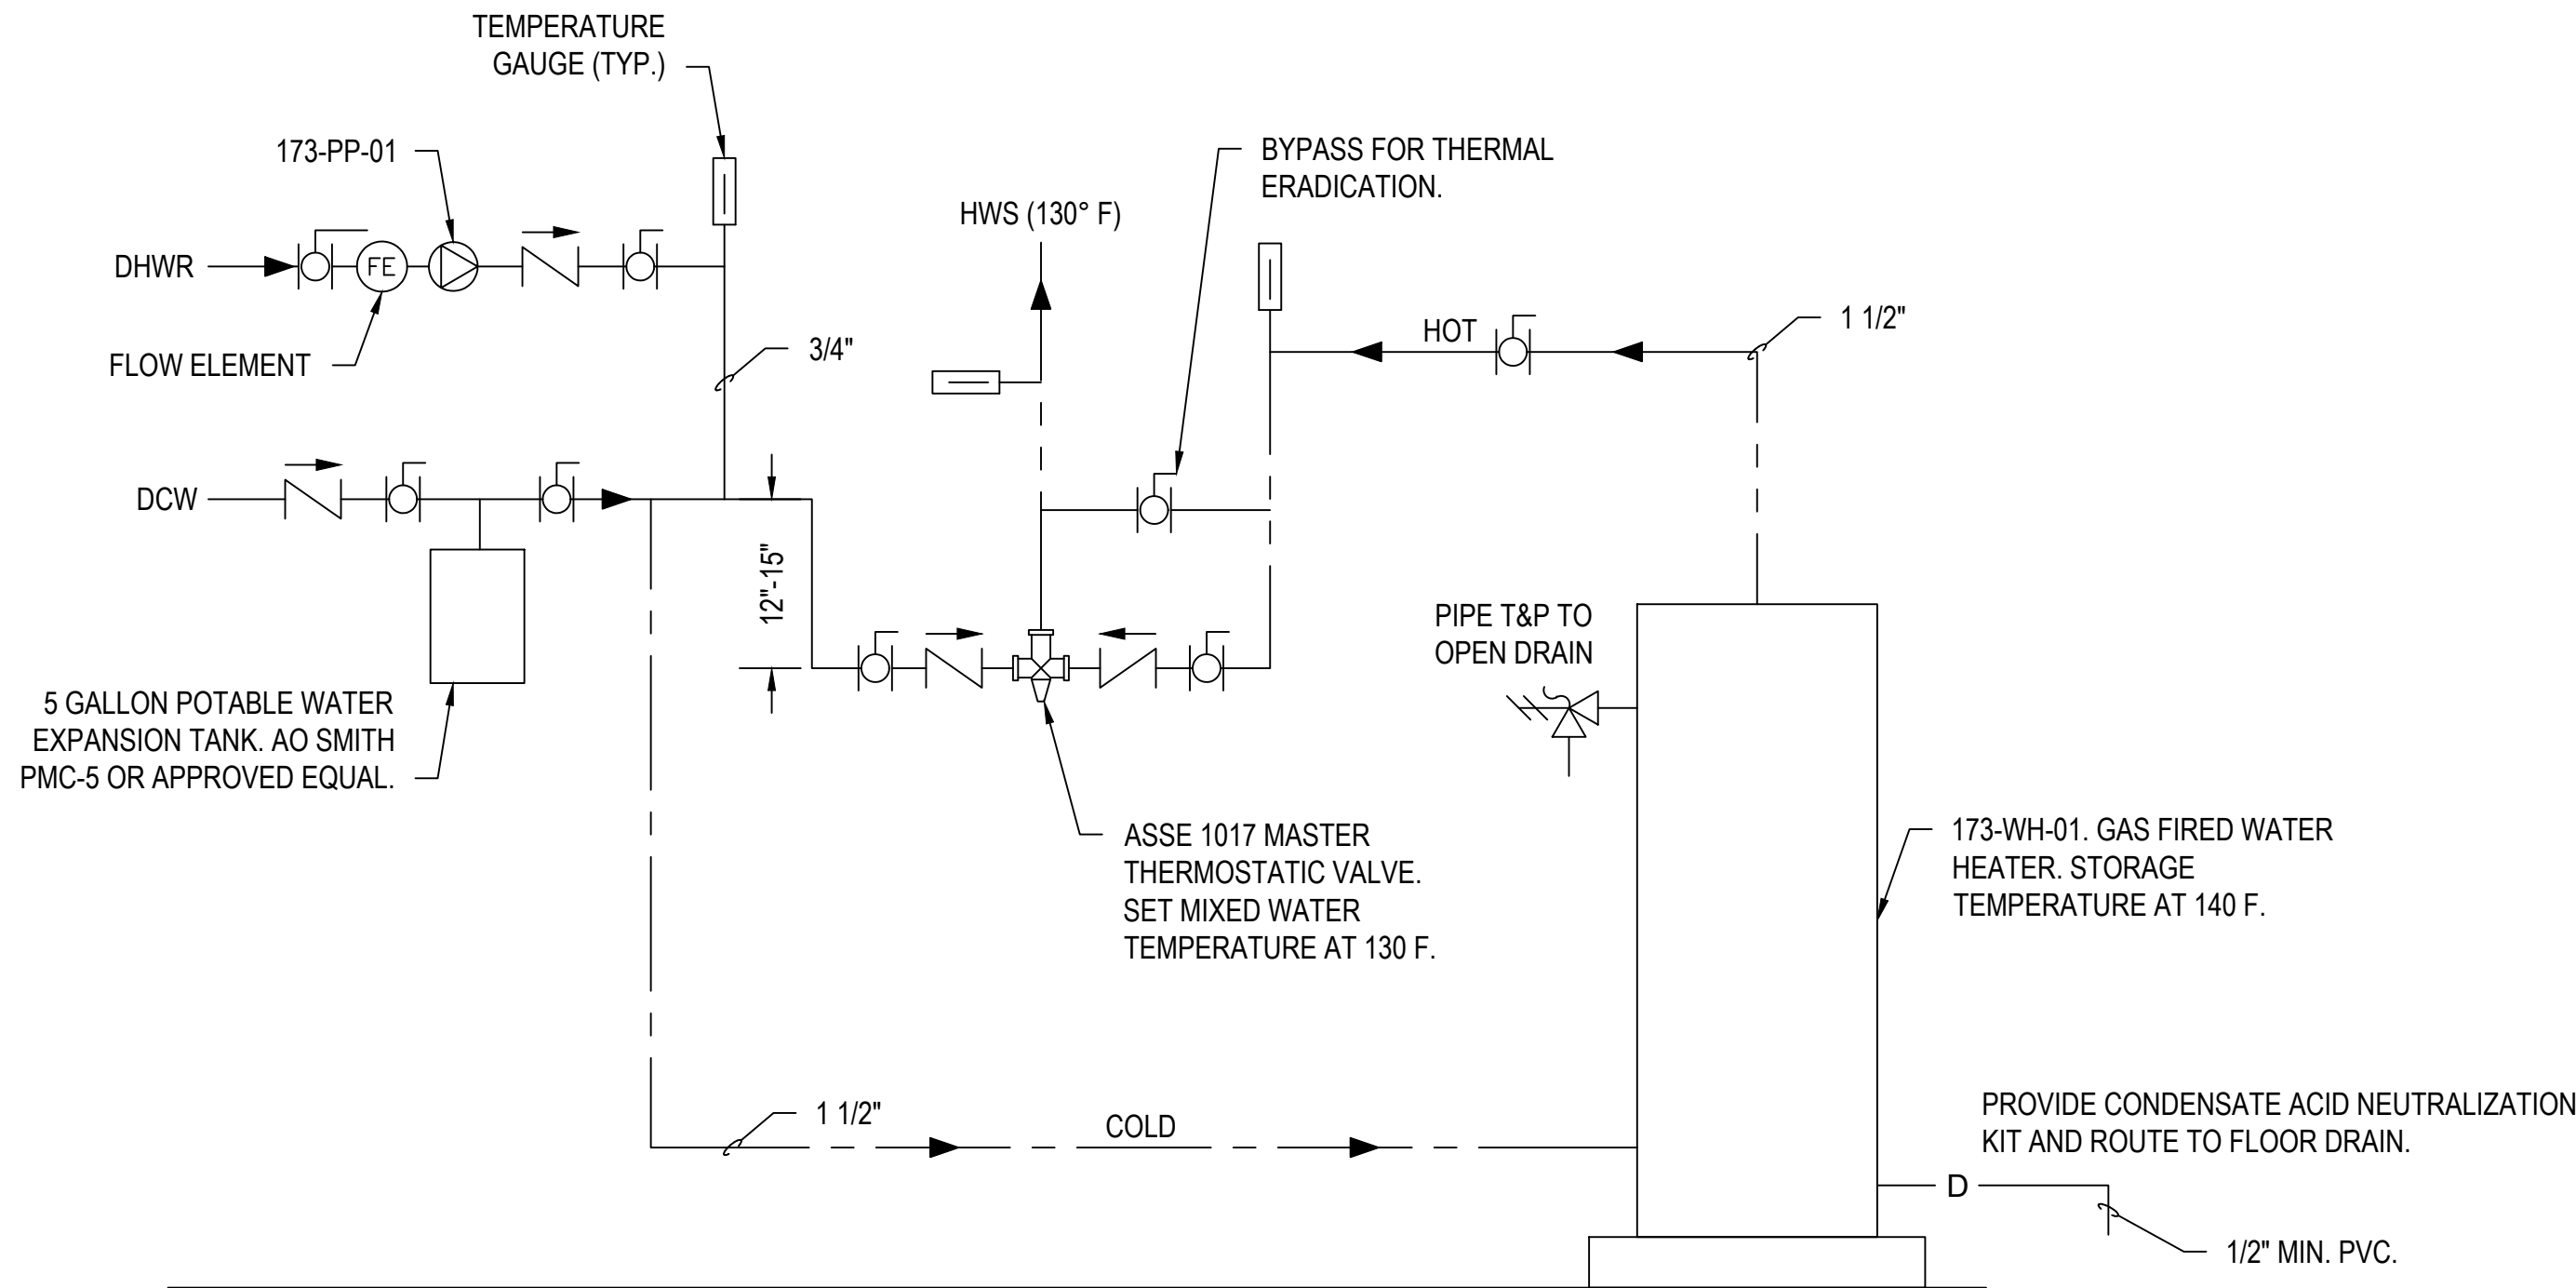 TEMPERATURE
GAUGE (TYP.)
173-PP-01
BYPASS FOR THERMAL
ERADICATION.
HWS (130° F)
DHWR
FE
HOT
1 1/2"
FLOW ELEMENT
3/4"
DCW
12"-15"
PIPE T&P TO
OPEN DRAIN
5 GALLON POTABLE WATER
EXPANSION TANK. AO SMITH
PMC-5 OR APPROVED EQUAL.
ASSE 1017 MASTER
THERMOSTATIC VALVE.
SET MIXED WATER
TEMPERATURE AT 130 F.
173-WH-01. GAS FIRED WATER
HEATER. STORAGE
TEMPERATURE AT 140 F.
1 1/2"
COLD
PROVIDE CONDENSATE ACID NEUTRALIZATION
KIT AND ROUTE TO FLOOR DRAIN.
D
1/2" MIN. PVC.